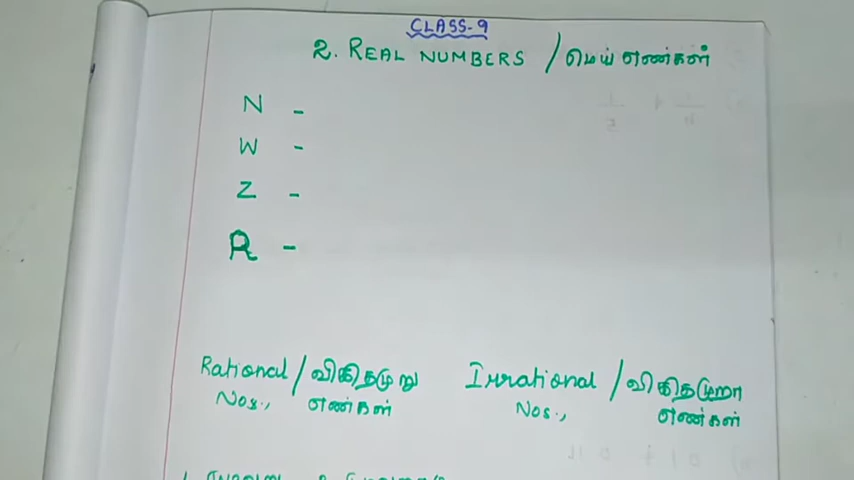 CLASS-9
2. REAL NUMBERS / மெய் எண்கள்
N -
W -
Z -
R -
Rational / விகிதமுறு Irrational / விகிதமுறா
Nos., எண்கள் Nos., எண்கள்